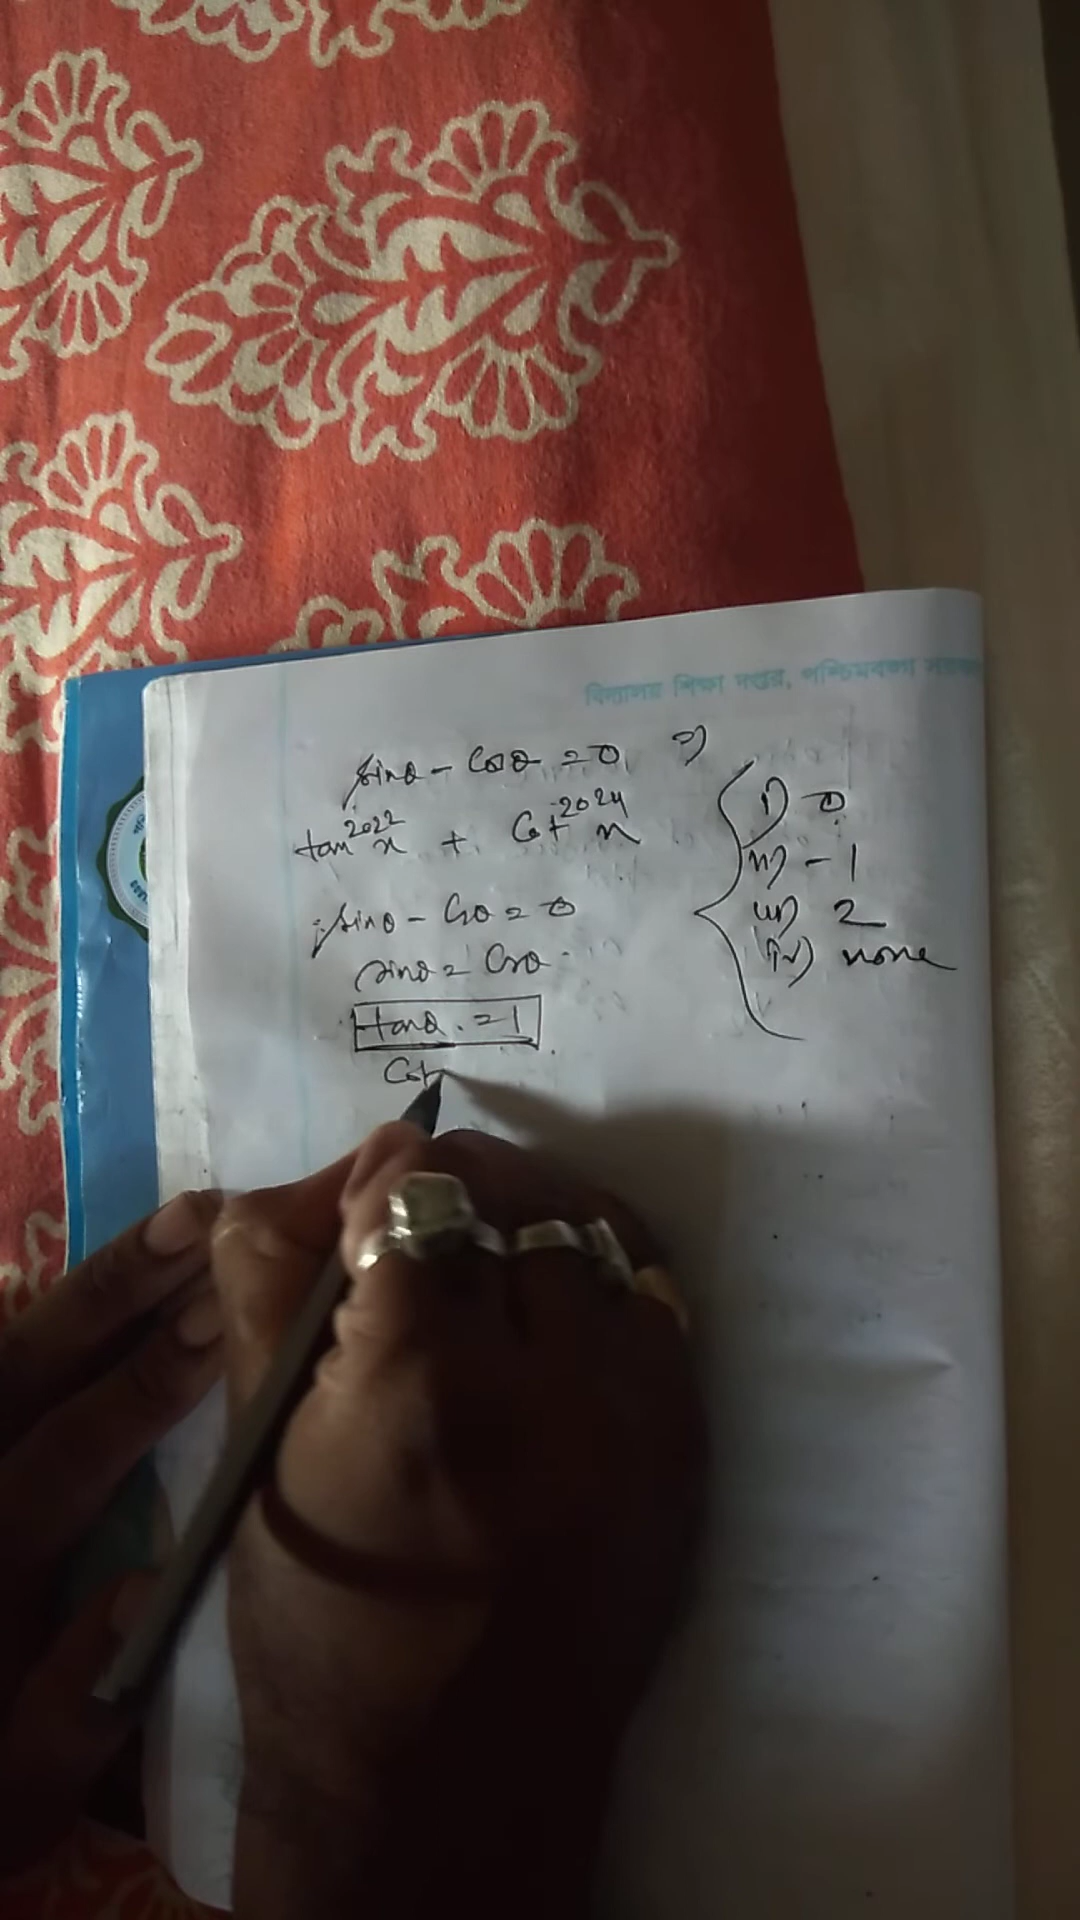 বিদ্যালয় শিক্ষা দপ্তর, পশ্চিমবঙ্গ সরকার
sinθ - Cosθ = 0
tan²⁰²²x + Cot²⁰²⁴x
i) 0
ii) - 1
iii) 2
iv) none
sinθ - Cosθ = 0
sinθ = Cosθ
tanθ = 1
Cot